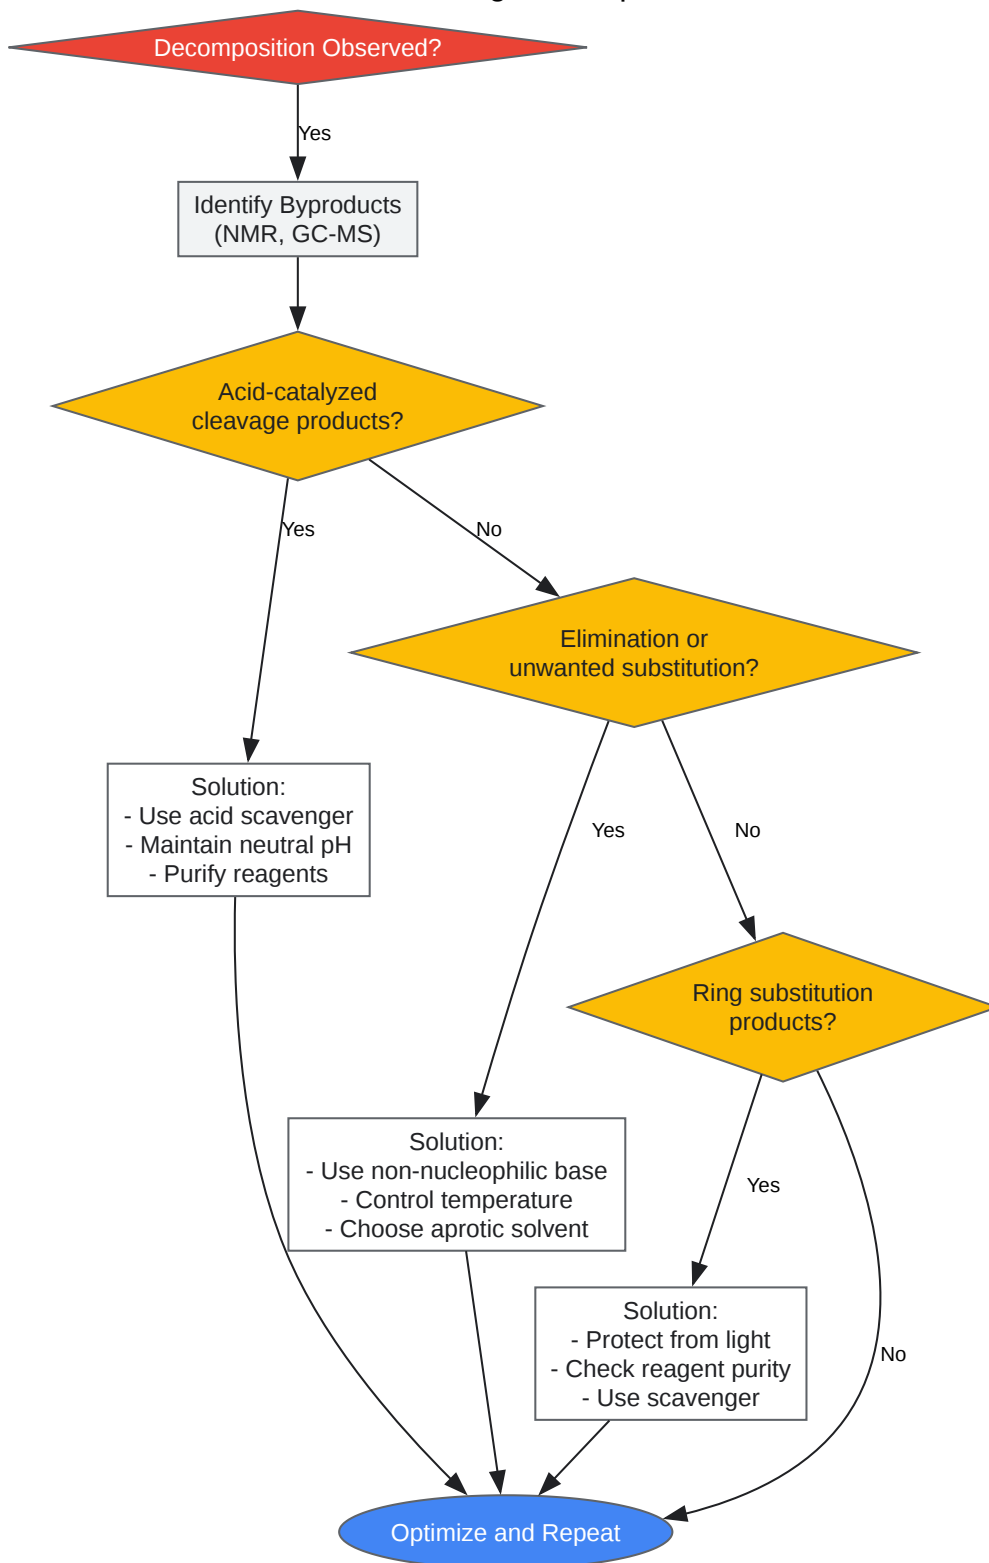 Decomposition Observed?
Yes
Identify Byproducts
(NMR, GC-MS)
Acid-catalyzed
cleavage products?
Yes
No
Elimination or
unwanted substitution?
Solution:
- Use acid scavenger
- Maintain neutral pH
- Purify reagents
Yes
No
Ring substitution
products?
Solution:
- Use non-nucleophilic base
- Control temperature
- Choose aprotic solvent
Yes
Solution:
- Protect from light
- Check reagent purity
- Use scavenger
No
Optimize and Repeat